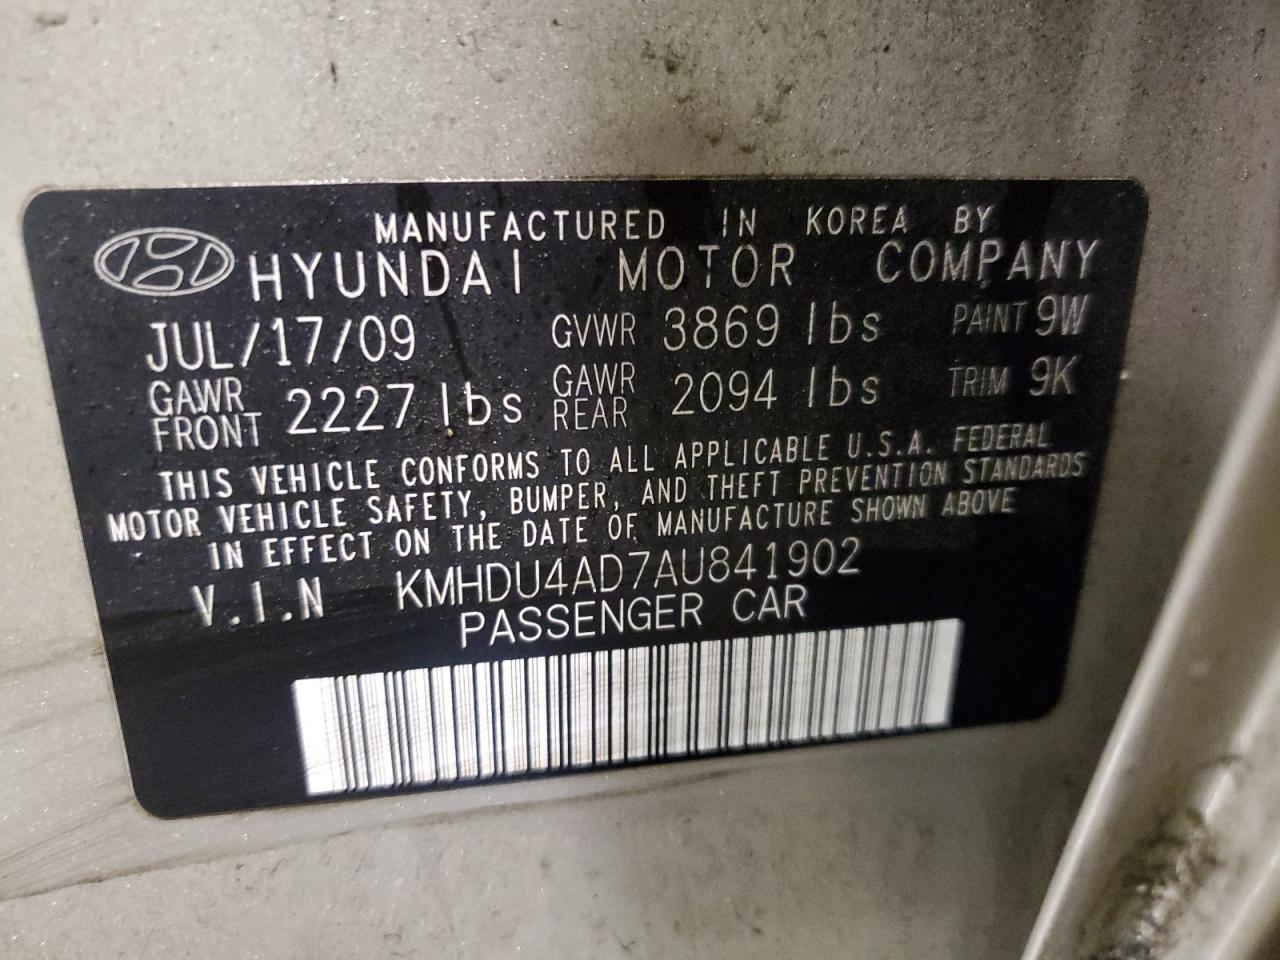 MANUFACTURED IN KOREA BY
HYUNDAI MOTOR COMPANY
JUL/17/09 GVWR 3869 lbs PAINT 9W
GAWR FRONT 2227 lbs GAWR REAR 2094 lbs TRIM 9K
THIS VEHICLE CONFORMS TO ALL APPLICABLE U.S.A. FEDERAL
MOTOR VEHICLE SAFETY, BUMPER, AND THEFT PREVENTION STANDARDS
IN EFFECT ON THE DATE OF MANUFACTURE SHOWN ABOVE
V.I.N KMHDU4AD7AU841902
PASSENGER CAR